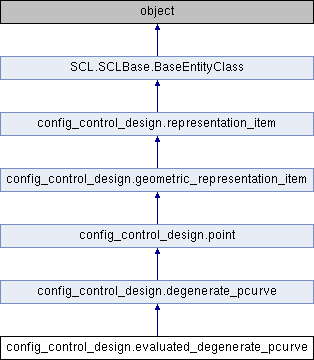 object
SCL.SCLBase.BaseEntityClass
config_control_design.representation_item
config_control_design.geometric_representation_item
config_control_design.point
config_control_design.degenerate_pcurve
config_control_design.evaluated_degenerate_pcurve